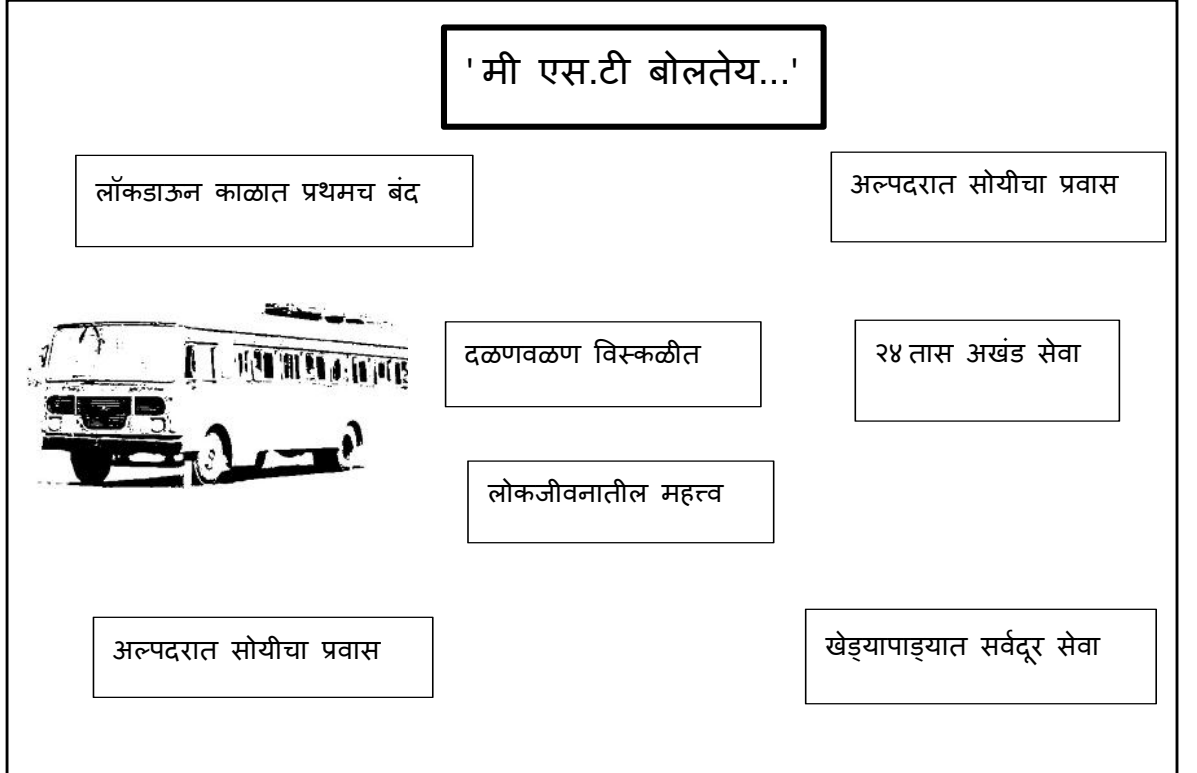 ' मी एस.टी बोलतेय...'
लॉकडाऊन काळात प्रथमच बंद
अल्पदरात सोयीचा प्रवास
दळणवळण विस्कळीत
२४ तास अखंड सेवा
लोकजीवनातील महत्त्व
अल्पदरात सोयीचा प्रवास
खेड्यापाड्यात सर्वदूर सेवा